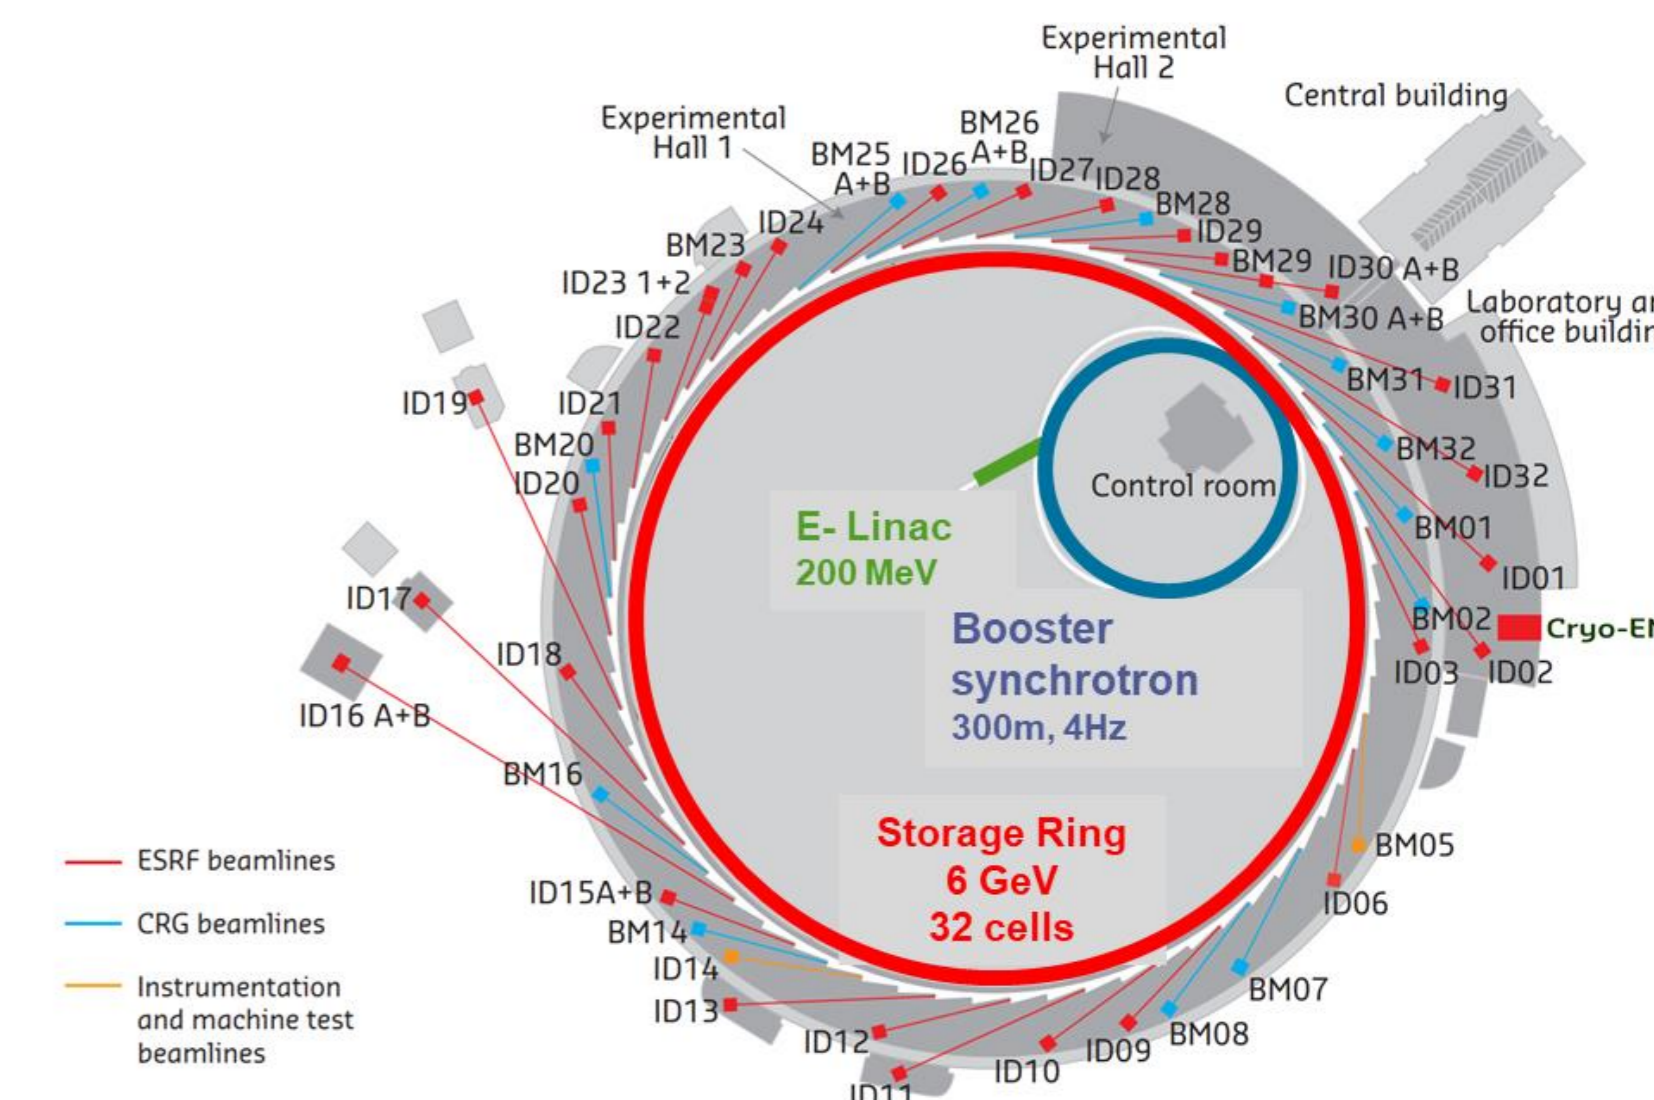 Experimental
Hall 2
Central building
Experimental
Hall 1
BM25
A+B
ID26
BM26
A+B
ID27
ID28
BM28
ID29
BM29
ID30 A+B
BM30 A+B
Laboratory
office
BM31
ID31
BM32
ID32
BM01
ID01
BM02
Cryo-
ID03
ID02
ID24
BM23
ID23 1+2
ID22
ID19
ID21
BM20
ID20
ID17
ID18
ID16 A+B
BM16
Control room
E- Linac
200 MeV
Booster
synchrotron
300m, 4Hz
Storage Ring
6 GeV
32 cells
BM05
ID06
BM07
BM08
ID09
ID10
ID11
ID12
ID13
ID14
BM14
ID15A+B
ESRF beamlines
CRG beamlines
Instrumentation
and machine test
beamlines